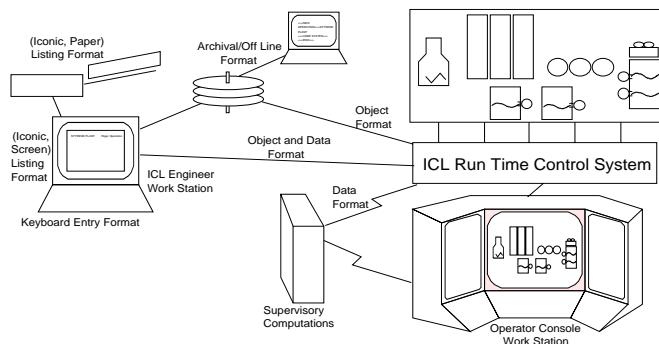 (Iconic, Paper)
Listing Format
Archival/Off Line
Format
Object
Format
(Iconic,
Screen)
Listing
Format
Object and Data
Format
ICL Run Time Control System
ICL Engineer
Work Station
Keyboard Entry Format
Data
Format
Supervisory
Computations
Operator Console
Work Station